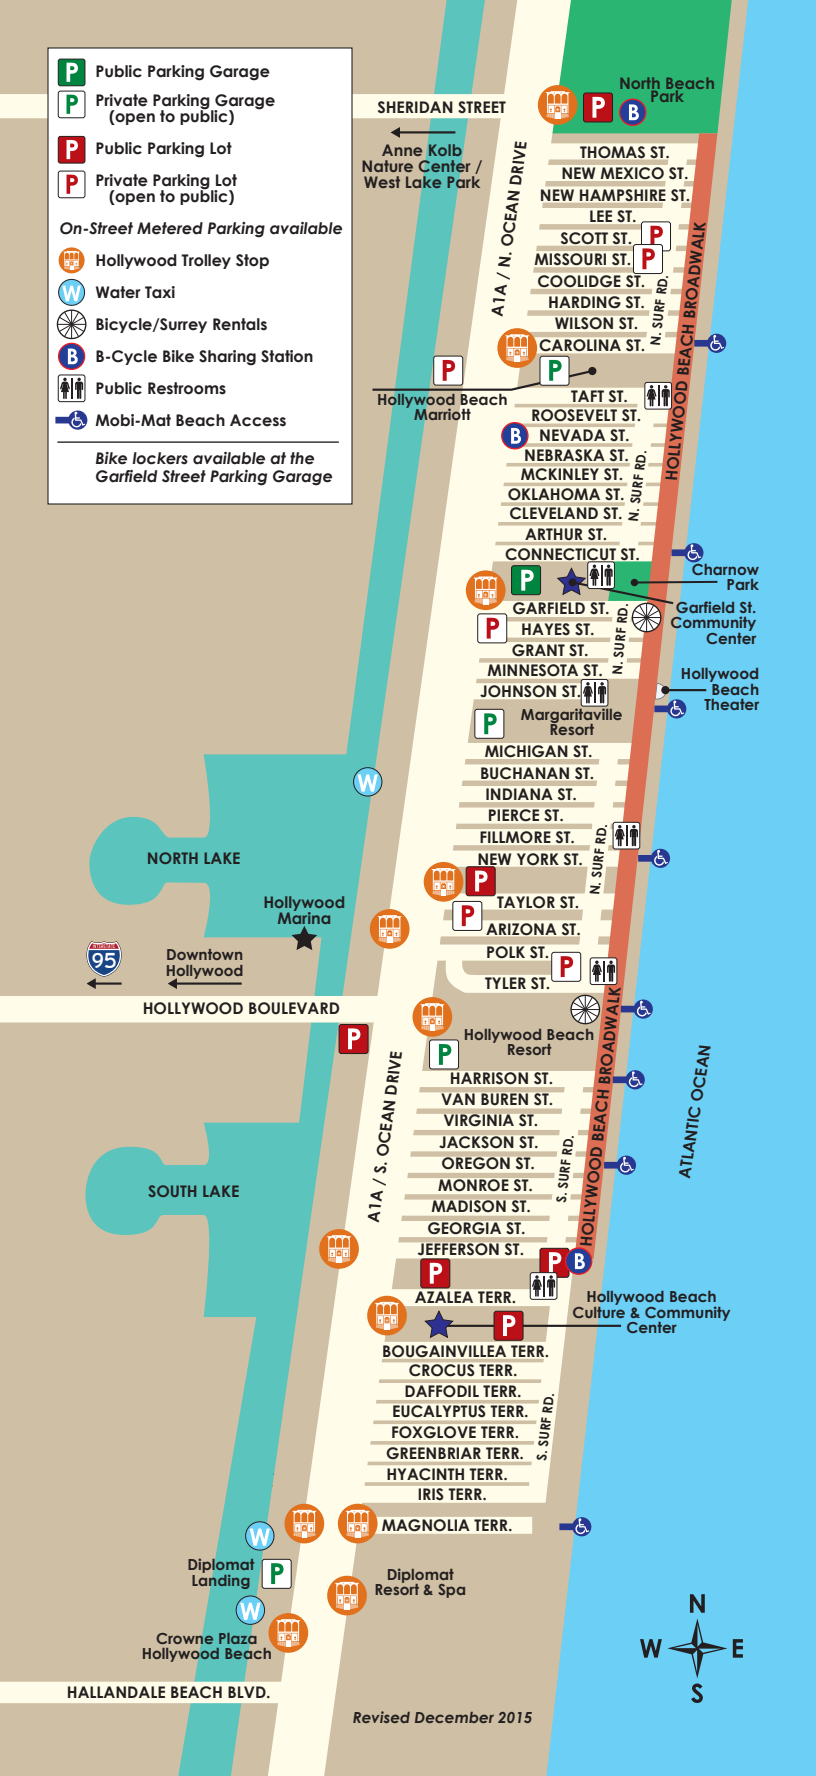 P Public Parking Garage
P Private Parking Garage
(open to public)
P Public Parking Lot
P Private Parking Lot
(open to public)
On-Street Metered Parking available
Hollywood Trolley Stop
W Water Taxi
Bicycle/Surrey Rentals
B B-Cycle Bike Sharing Station
Public Restrooms
Mobi-Mat Beach Access
Bike lockers available at the
Garfield Street Parking Garage
North Beach
Park
P
B
SHERIDAN STREET
Anne Kolb
Nature Center /
West Lake Park
A1A / N. OCEAN DRIVE
THOMAS ST.
NEW MEXICO ST.
NEW HAMPSHIRE ST.
LEE ST.
SCOTT ST.
P
MISSOURI ST.
P
COOLIDGE ST.
HARDING ST.
WILSON ST.
CAROLINA ST.
N. SURF RD.
HOLLYWOOD BEACH BROADWALK
P
P
Hollywood Beach
Marriott
TAFT ST.
ROOSEVELT ST.
B
NEVADA ST.
NEBRASKA ST.
MCKINLEY ST.
OKLAHOMA ST.
CLEVELAND ST.
ARTHUR ST.
CONNECTICUT ST.
N. SURF RD.
P
Charnow
Park
Garfield St.
Community
Center
GARFIELD ST.
P
HAYES ST.
GRANT ST.
MINNESOTA ST.
JOHNSON ST.
N. SURF RD.
Hollywood
Beach
Theater
P
Margaritaville
Resort
MICHIGAN ST.
BUCHANAN ST.
INDIANA ST.
PIERCE ST.
FILLMORE ST.
NEW YORK ST.
N. SURF RD.
W
NORTH LAKE
P
TAYLOR ST.
P
ARIZONA ST.
POLK ST.
P
TYLER ST.
Hollywood
Marina
INTERSTATE
95
Downtown
Hollywood
HOLLYWOOD BOULEVARD
P
Hollywood Beach
Resort
P
A1A / S. OCEAN DRIVE
HARRISON ST.
VAN BUREN ST.
VIRGINIA ST.
JACKSON ST.
OREGON ST.
MONROE ST.
MADISON ST.
GEORGIA ST.
JEFFERSON ST.
S. SURF RD.
HOLLYWOOD BEACH BROADWALK
ATLANTIC OCEAN
SOUTH LAKE
P
P
B
AZALEA TERR.
Hollywood Beach
Culture & Community
Center
P
BOUGAINVILLEA TERR.
CROCUS TERR.
DAFFODIL TERR.
EUCALYPTUS TERR.
FOXGLOVE TERR.
GREENBRIAR TERR.
HYACINTH TERR.
IRIS TERR.
S. SURF RD.
MAGNOLIA TERR.
W
Diplomat
Landing
P
Diplomat
Resort & Spa
W
Crowne Plaza
Hollywood Beach
N
W E
S
HALLANDALE BEACH BLVD.
Revised December 2015